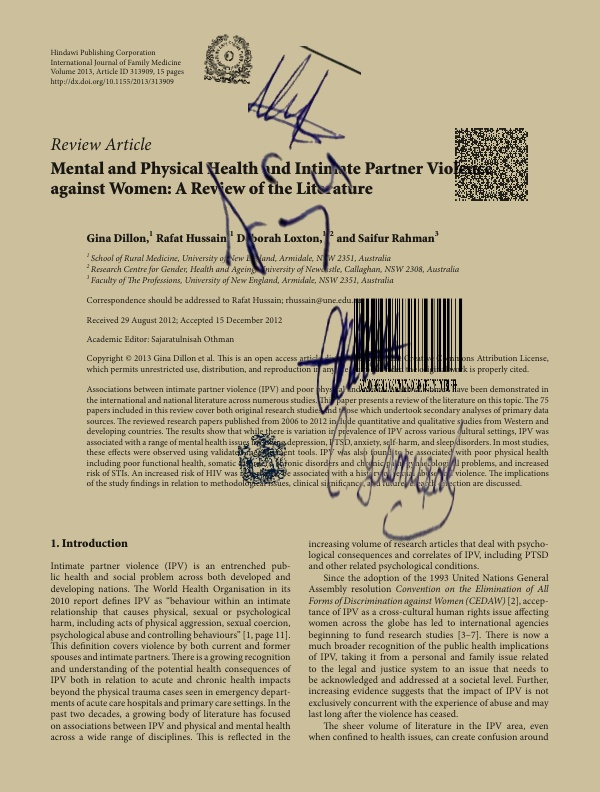 Hindawi Publishing Corporation
International Journal of Family Medicine
Volume 2013, Article ID 313909, 15 pages
http://dx.doi.org/10.1155/2013/313909
Review Article
Mental and Physical Health and Intimate Partner Violence
against Women: A Review of the Literature
Gina Dillon,1 Rafat Hussain,1 Deborah Loxton,1,2 and Saifur Rahman3
1 School of Rural Medicine, University of New England, Armidale, NSW 2351, Australia
2 Research Centre for Gender, Health and Ageing, University of Newcastle, Callaghan, NSW 2308, Australia
3 Faculty of The Professions, University of New England, Armidale, NSW 2351, Australia
Correspondence should be addressed to Rafat Hussain; rhussain@une.edu.
Received 29 August 2012; Accepted 15 December 2012
Academic Editor: Sajaratulnisah Othman
Copyright © 2013 Gina Dillon et al. This is an open access article Creative Commons Attribution License,
which permits unrestricted use, distribution, and reproduction in any the original work is properly cited.
Associations between intimate partner violence (IPV) and poor physical and have been demonstrated in
the international and national literature across numerous studies. This paper presents a review of the literature on this topic. The 75
papers included in this review cover both original research studies and those which undertook secondary analyses of primary data
sources. The reviewed research papers published from 2006 to 2012 include quantitative and qualitative studies from Western and
developing countries. The results show that while there is variation in prevalence of IPV across various cultural settings, IPV was
associated with a range of mental health issues including depression, PTSD, anxiety, self-harm, and sleep disorders. In most studies,
these effects were observed using validated measurement tools. IPV was also found to be associated with poor physical health
including poor functional health, somatic chronic disorders and chronic pain, gynaecological problems, and increased
risk of STIs. An increased risk of HIV was reported to be associated with a history of sexual abuse and violence. The implications
of the study findings in relation to methodological issues, clinical significance, and future research direction are discussed.
1. Introduction
Intimate partner violence (IPV) is an entrenched pub-
lic health and social problem across both developed and
developing nations. The World Health Organisation in its
2010 report defines IPV as “behaviour within an intimate
relationship that causes physical, sexual or psychological
harm, including acts of physical aggression, sexual coercion,
psychological abuse and controlling behaviours” [1, page 11].
This definition covers violence by both current and former
spouses and intimate partners. There is a growing recognition
and understanding of the potential health consequences of
IPV both in relation to acute and chronic health impacts
beyond the physical trauma cases seen in emergency depart-
ments of acute care hospitals and primary care settings. In the
past two decades, a growing body of literature has focused
on associations between IPV and physical and mental health
across a wide range of disciplines. This is reflected in the
increasing volume of research articles that deal with psycho-
logical consequences and correlates of IPV, including PTSD
and other related psychological conditions.
Since the adoption of the 1993 United Nations General
Assembly resolution Convention on the Elimination of All
Forms of Discrimination against Women (CEDAW) [2], accep-
tance of IPV as a cross-cultural human rights issue affecting
women across the globe has led to international agencies
beginning to fund research studies [3–7]. There is now a
much broader recognition of the public health implications
of IPV, taking it from a personal and family issue related
to the legal and justice system to an issue that needs to
be acknowledged and addressed at a societal level. Further,
increasing evidence suggests that the impact of IPV is not
exclusively concurrent with the experience of abuse and may
last long after the violence has ceased.
The sheer volume of literature in the IPV area, even
when confined to health issues, can create confusion around